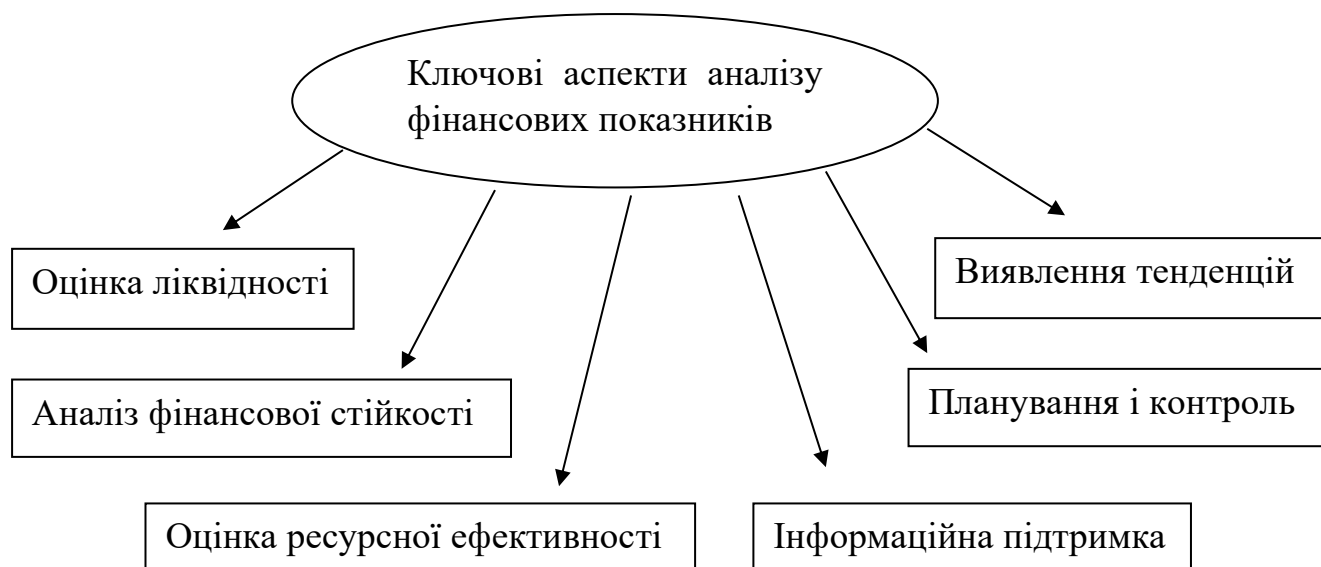 Ключові аспекти аналізу
фінансових показників
Оцінка ліквідності
Виявлення тенденцій
Аналіз фінансової стійкості
Планування і контроль
Оцінка ресурсної ефективності
Інформаційна підтримка